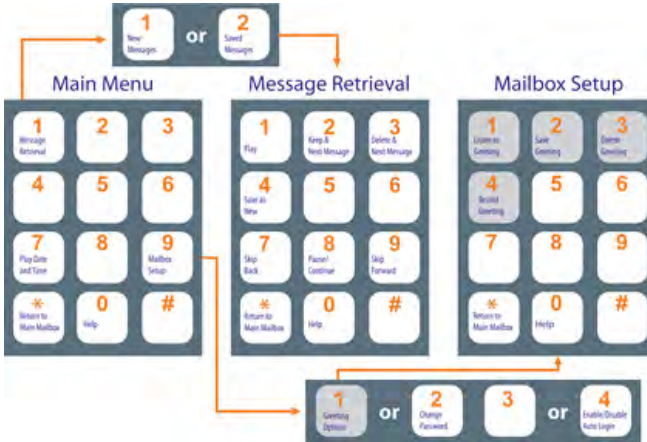 1
New
Messages
or
2
Saved
Messages
Main Menu
1
Message
Retrieval
2
3
4
5
6
7
Play Date
and Time
8
9
Mailbox
Setup
*
Return to
Main Mailbox
0
Help
#
Message Retrieval
1
Play
2
Keep &
Next Message
3
Delete &
Next Message
4
Save as
New
5
6
7
Skip
Back
8
Pause/
Continue
9
Skip
Forward
*
Return to
Main Mailbox
0
Help
#
Mailbox Setup
1
Listen to
Greeting
2
Save
Greeting
3
Delete
Greeting
4
Record
Greeting
5
6
7
8
9
*
Return to
Main Mailbox
0
Help
#
1
Greeting
Options
or
2
Change
Password
3
or
4
Enable/Disable
Auto Login